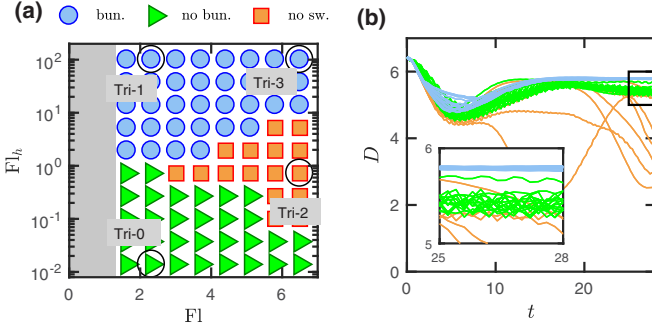 (a) bun. no bun. no sw.
10²
10¹
10⁰
10⁻¹
10⁻²
Fl_h
Tri-1
Tri-3
Tri-2
Tri-0
0 2 4 6
Fl
(b)
8
6
4
2
0
D
6
5
25 28
0 10 20
t